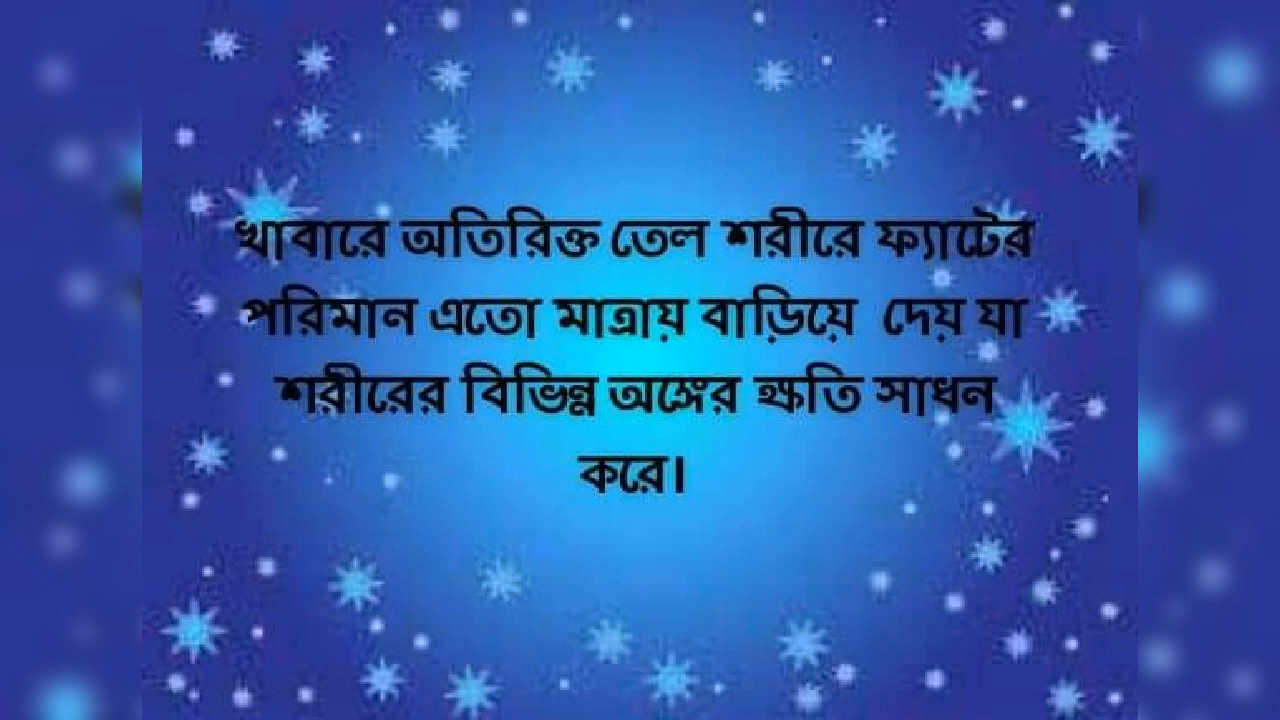 খাবারে অতিরিক্ত তেল শরীরে ফ্যাটের
পরিমান এতো মাত্রায় বাড়িয়ে দেয় যা
শরীরের বিভিন্ন অঙ্গের ক্ষতি সাধন
করে।